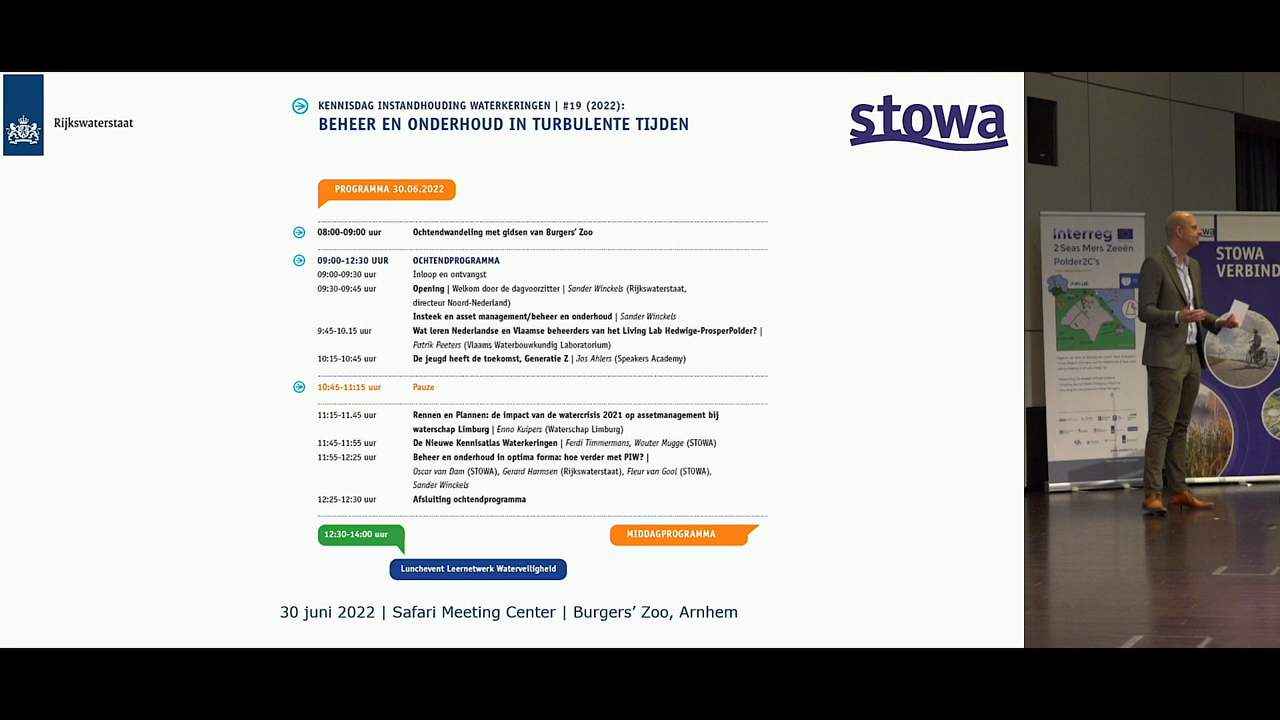 Rijkswaterstaat
KENNISDAG INSTANDHOUDING WATERKERINGEN | #19 (2022):
BEHEER EN ONDERHOUD IN TURBULENTE TIJDEN
stowa
PROGRAMMA 30.06.2022
08:00-09:00 uur Ochtendwandeling met gidsen van Burgers' Zoo
09:00-12:30 UUR OCHTENDPROGRAMMA
09:00-09:30 uur Inloop en ontvangst
09:30-09:45 uur Opening | Welkom door de dagvoorzitter | Sander Winckels (Rijkswaterstaat,
directeur Noord-Nederland)
Insteek en asset management/beheer en onderhoud | Sander Winckels
9:45-10.15 uur Wat leren Nederlandse en Vlaamse beheerders van het Living Lab Hedwige-ProsperPolder? |
Patrik Peeters (Vlaams Waterbouwkundig Laboratorium)
10:15-10:45 uur De jeugd heeft de toekomst, Generatie Z | Jos Ahlers (Speakers Academy)
10:45-11:15 uur Pauze
11:15-11.45 uur Rennen en Plannen: de impact van de watercrisis 2021 op assetmanagement bij
waterschap Limburg | Enno Kuipers (Waterschap Limburg)
11:45-11:55 uur De Nieuwe Kennisatlas Waterkeringen | Ferdi Timmermans, Wouter Mugge (STOWA)
11:55-12:25 uur Beheer en onderhoud in optima forma: hoe verder met PIW? |
Oscar van Dam (STOWA), Gerard Harmsen (Rijkswaterstaat), Fleur van Gool (STOWA),
Sander Winckels
12:25-12:30 uur Afsluiting ochtendprogramma
12:30-14:00 uur
MIDDAGPROGRAMMA
Lunchevent Leernetwerk Waterveiligheid
30 juni 2022 | Safari Meeting Center | Burgers' Zoo, Arnhem
Interreg
2 Seas Mers Zeeën
Polder2C's
STOWA
VERBIND